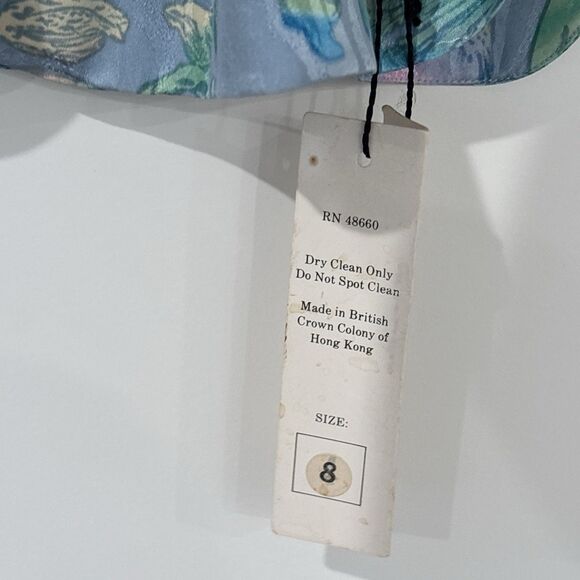 RN 48660
Dry Clean Only
Do Not Spot Clean
Made in British
Crown Colony of
Hong Kong
SIZE:
8